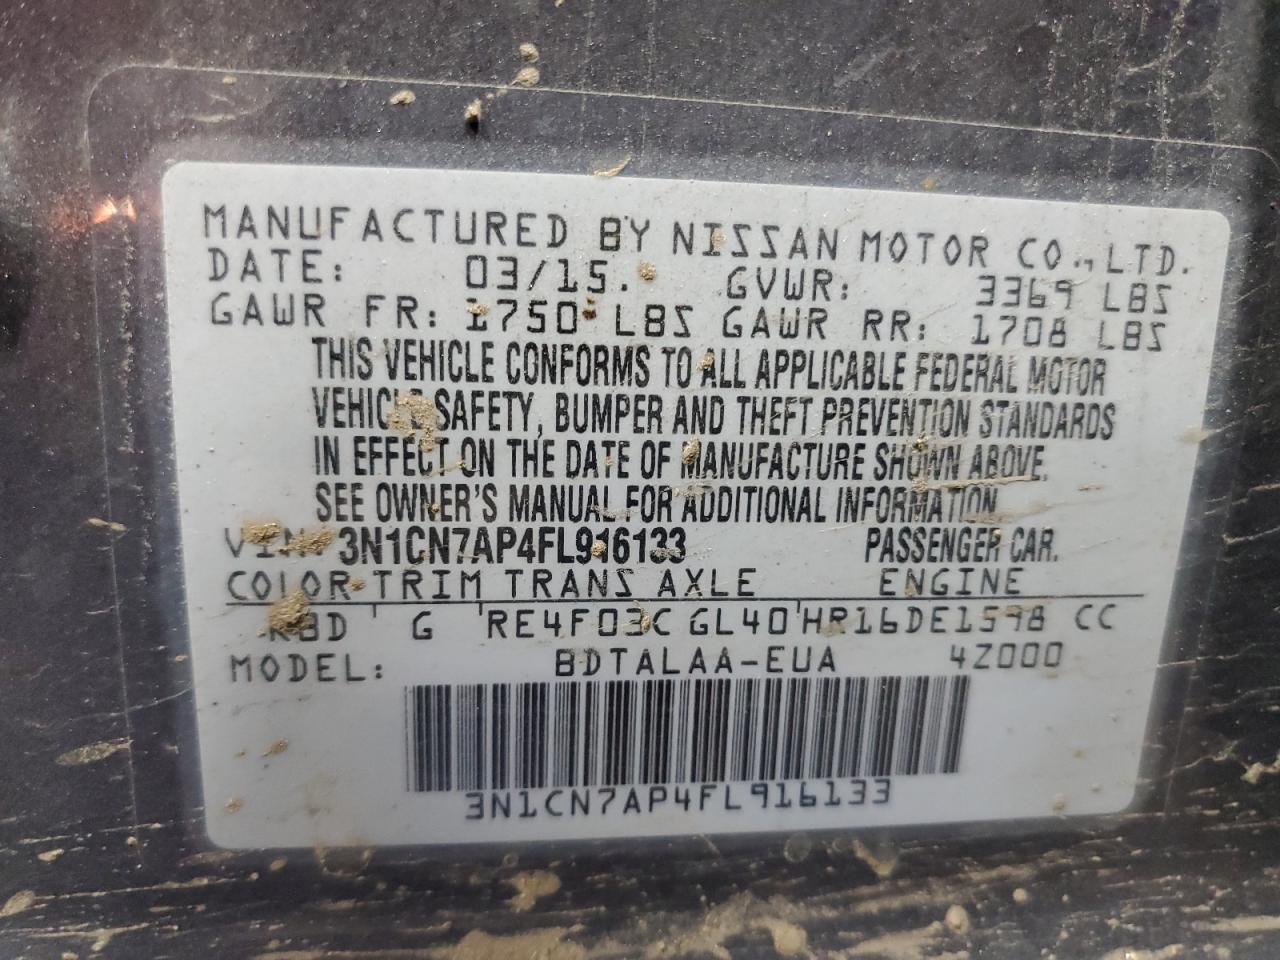 MANUFACTURED BY NISSAN MOTOR CO., LTD.
DATE: 03/15. GVWR: 3369 LBS
GAWR FR: 1750 LBS GAWR RR: 1708 LBS
THIS VEHICLE CONFORMS TO ALL APPLICABLE FEDERAL MOTOR
VEHICLE SAFETY, BUMPER AND THEFT PREVENTION STANDARDS
IN EFFECT ON THE DATE OF MANUFACTURE SHOWN ABOVE.
SEE OWNER'S MANUAL FOR ADDITIONAL INFORMATION
VIN: 3N1CN7AP4FL916133 PASSENGER CAR.
COLOR TRIM TRANS AXLE ENGINE
G RE4F03C GL40 HR16DE1598 CC
MODEL: BDTALAA-EUA 4Z000
3N1CN7AP4FL916133